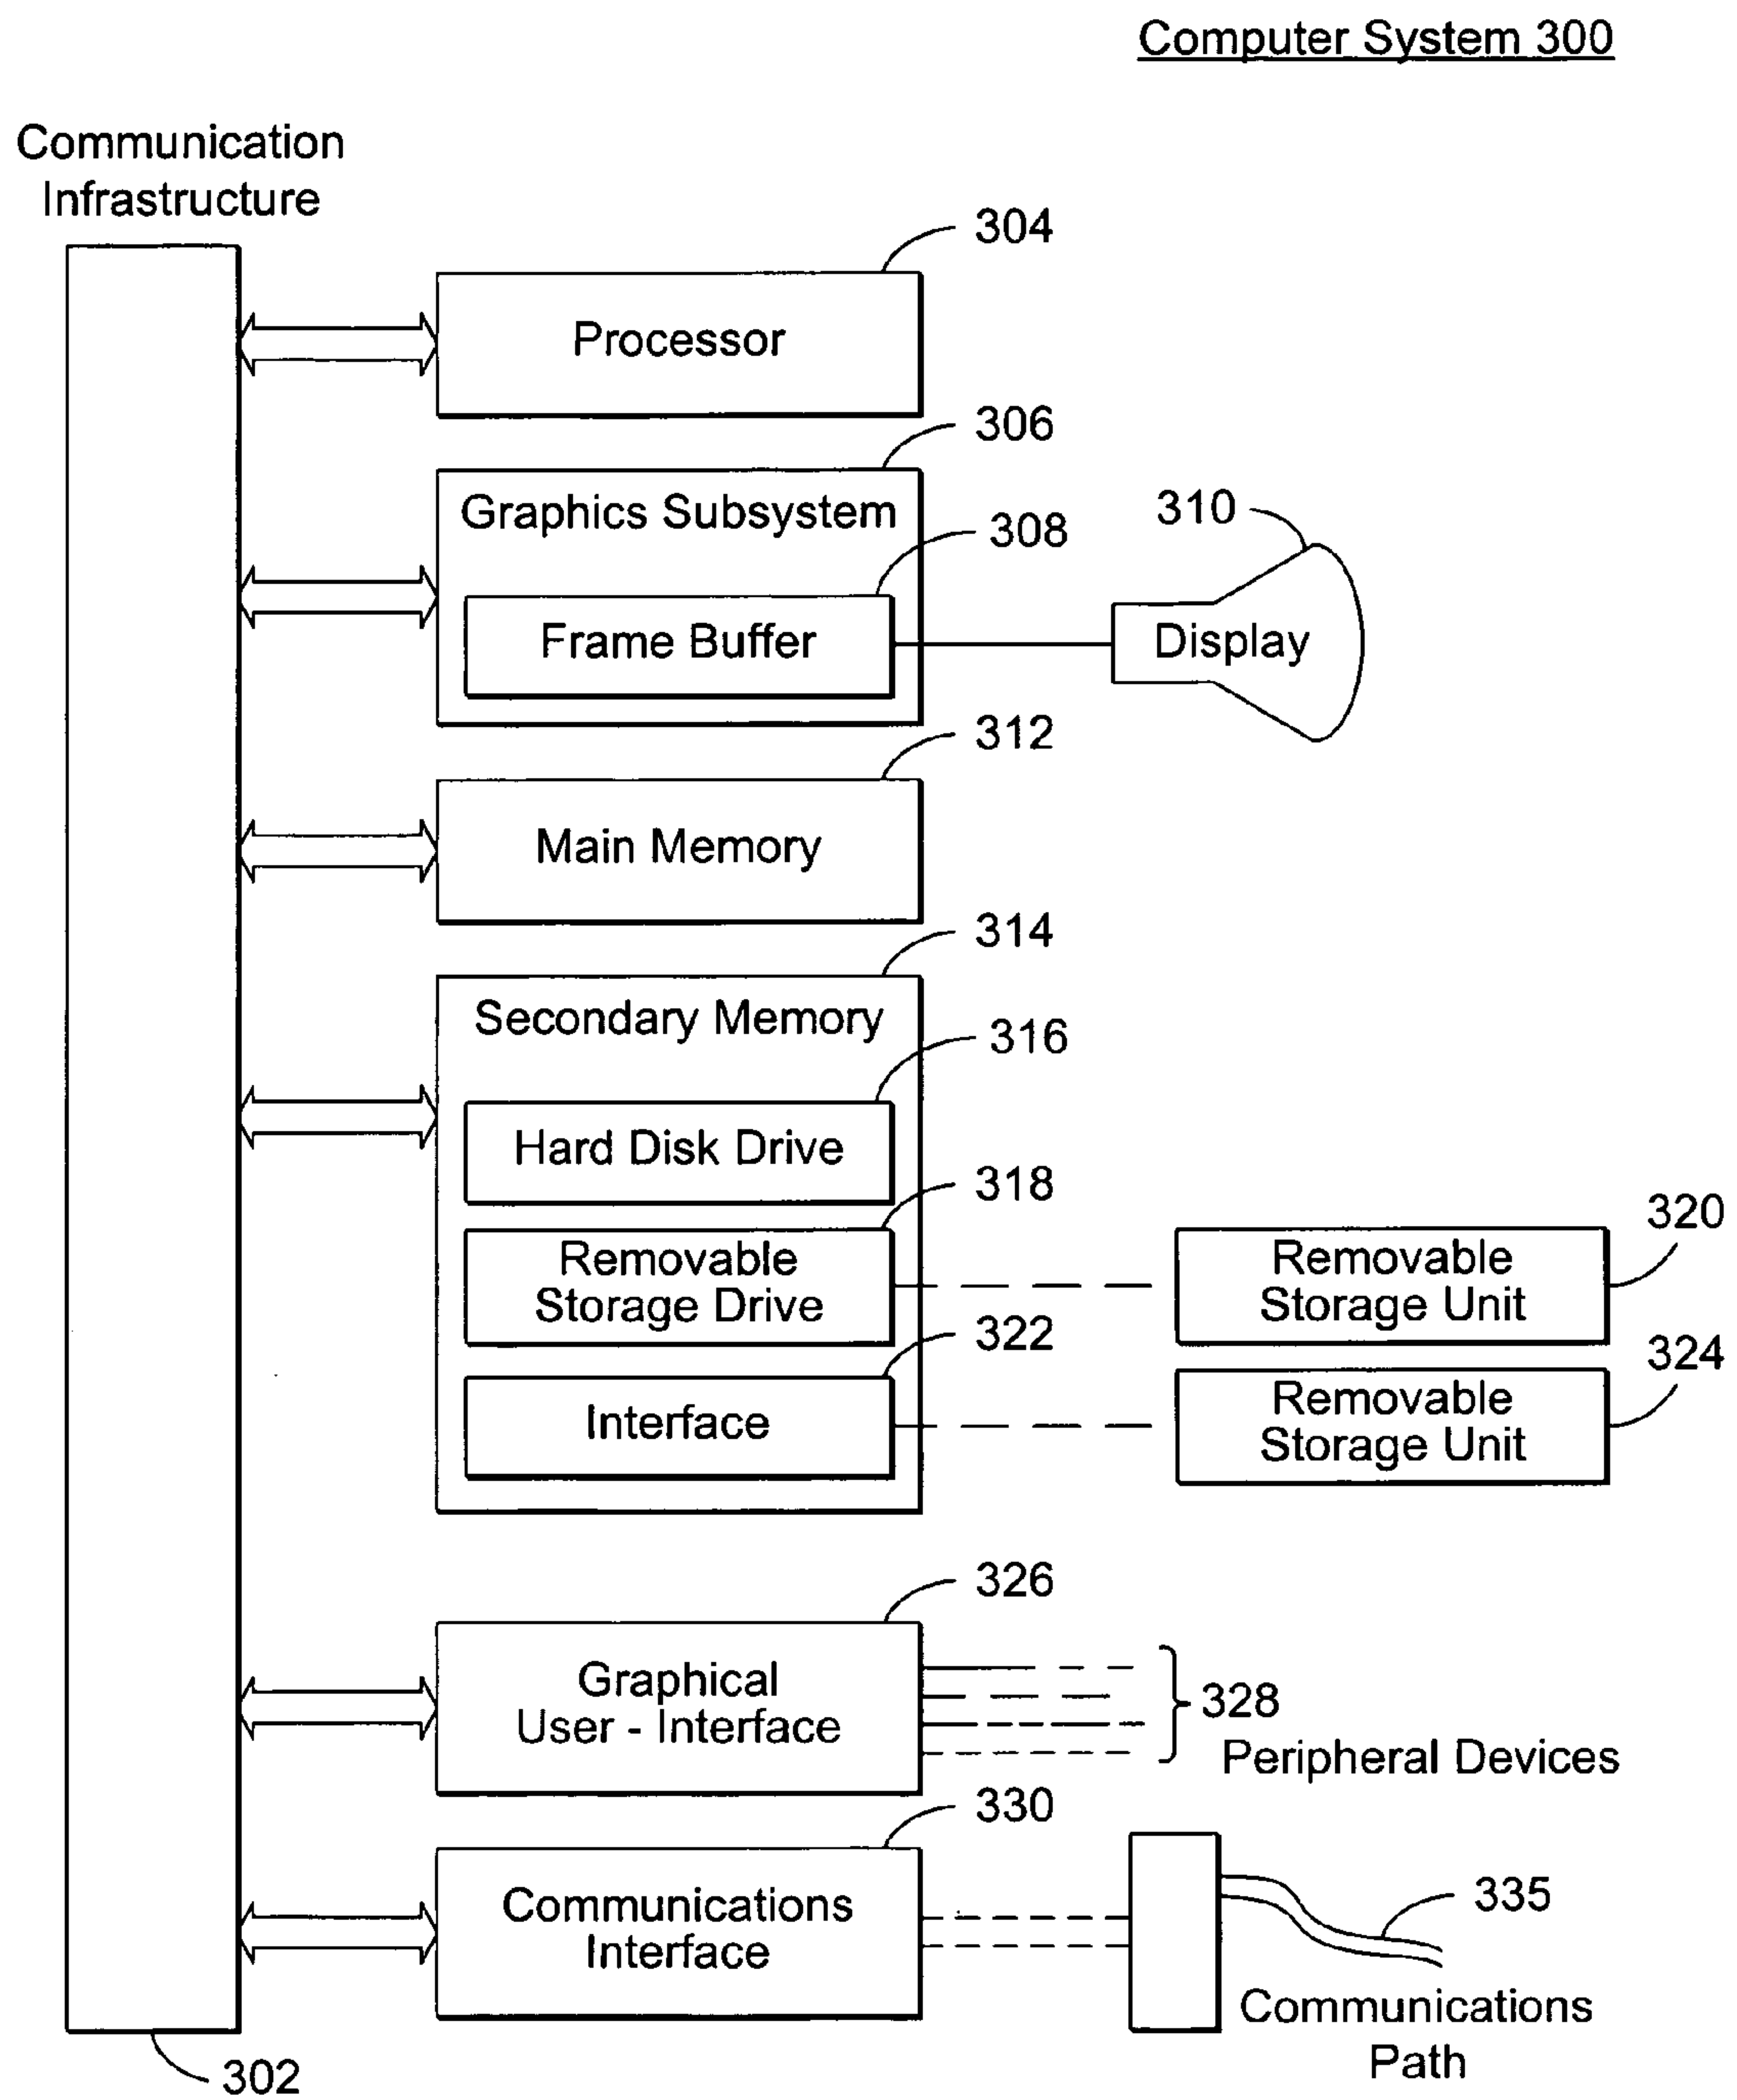 Computer System 300
Communication
Infrastructure
304
Processor
306
Graphics Subsystem
308
310
Frame Buffer
Display
312
Main Memory
314
Secondary Memory
316
Hard Disk Drive
318
320
Removable
Storage Drive
Removable
Storage Unit
322
324
Interface
Removable
Storage Unit
326
Graphical
User - Interface
328
Peripheral Devices
330
Communications
Interface
335
Communications
Path
302